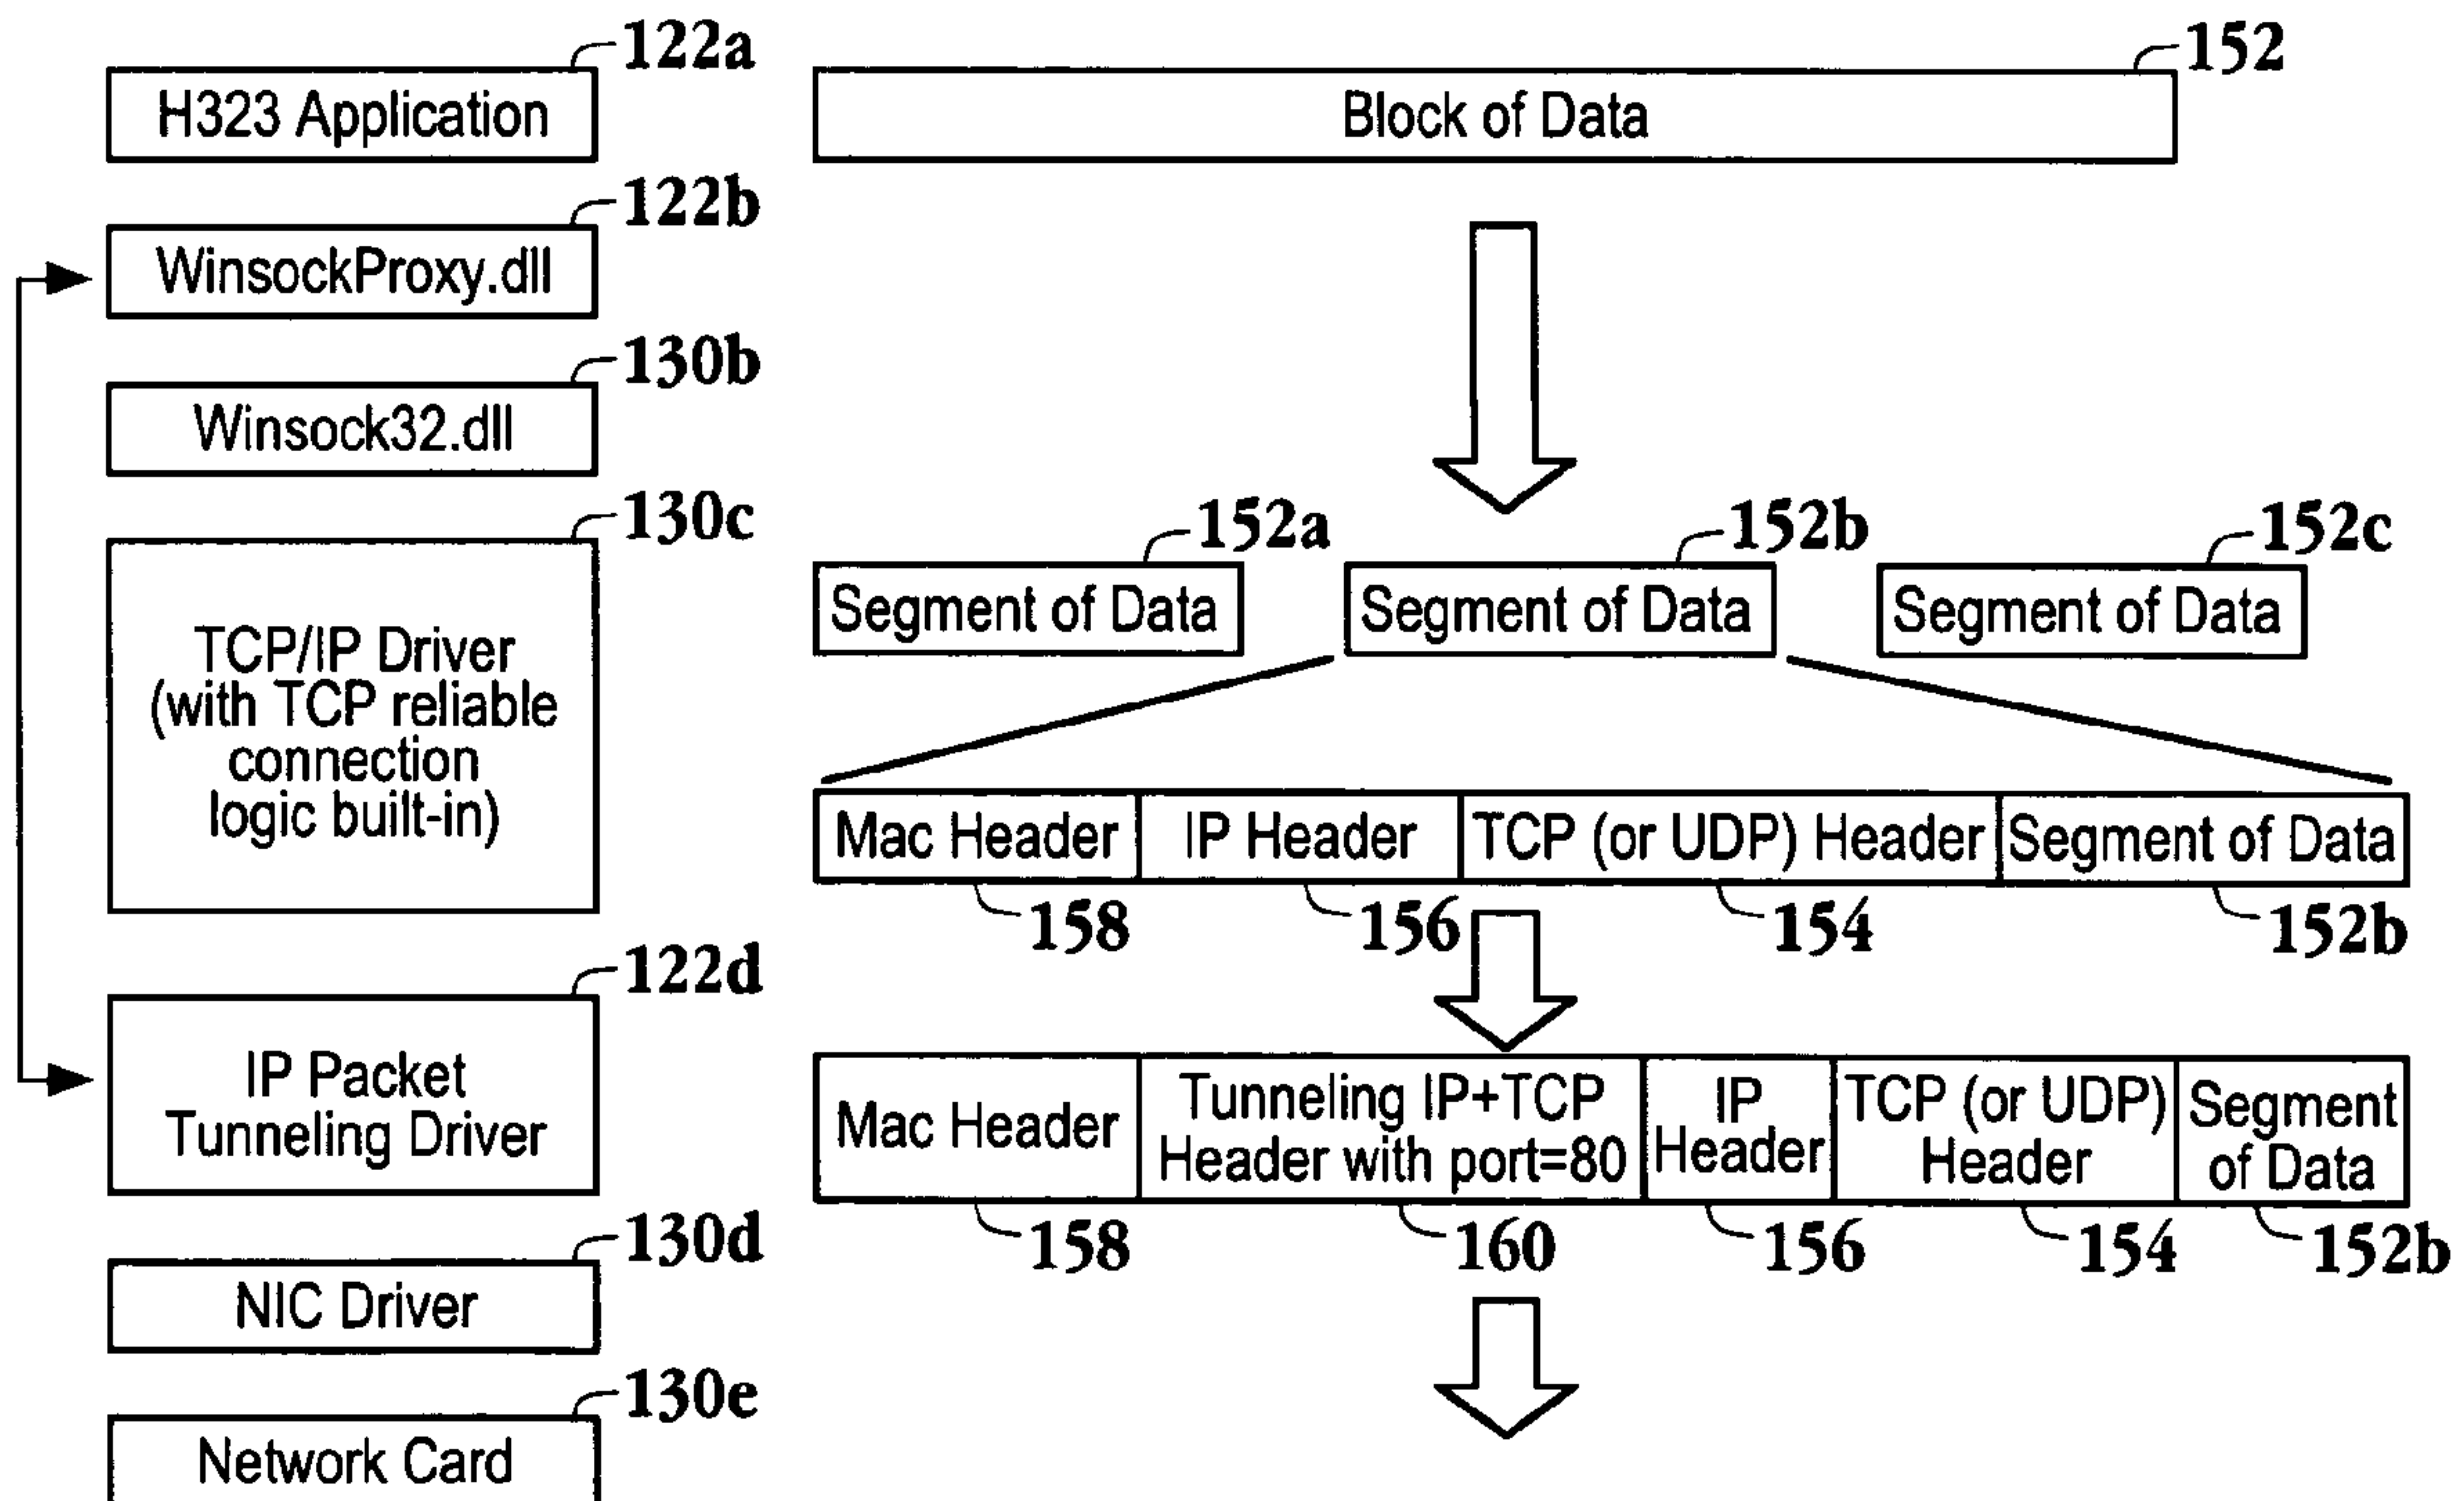 122a
H323 Application
152
Block of Data
122b
WinsockProxy.dll
130b
Winsock32.dll
130c
TCP/IP Driver
(with TCP reliable
connection
logic built-in)
152a
Segment of Data
152b
Segment of Data
152c
Segment of Data
Mac Header
IP Header
TCP (or UDP) Header
Segment of Data
158
156
154
152b
122d
IP Packet
Tunneling Driver
Mac Header
Tunneling IP+TCP
Header with port=80
IP
Header
TCP (or UDP)
Header
Segment
of Data
158
160
156
154
152b
130d
NIC Driver
130e
Network Card